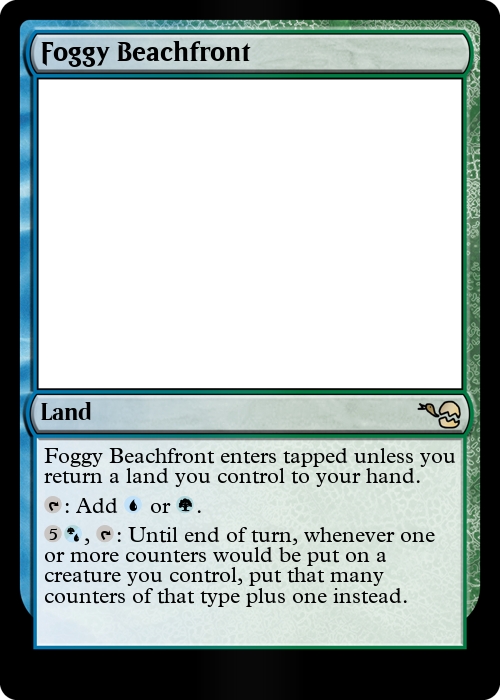 Foggy Beachfront
Land
Foggy Beachfront enters tapped unless you
return a land you control to your hand.
: Add or .
5 , : Until end of turn, whenever one
or more counters would be put on a
creature you control, put that many
counters of that type plus one instead.